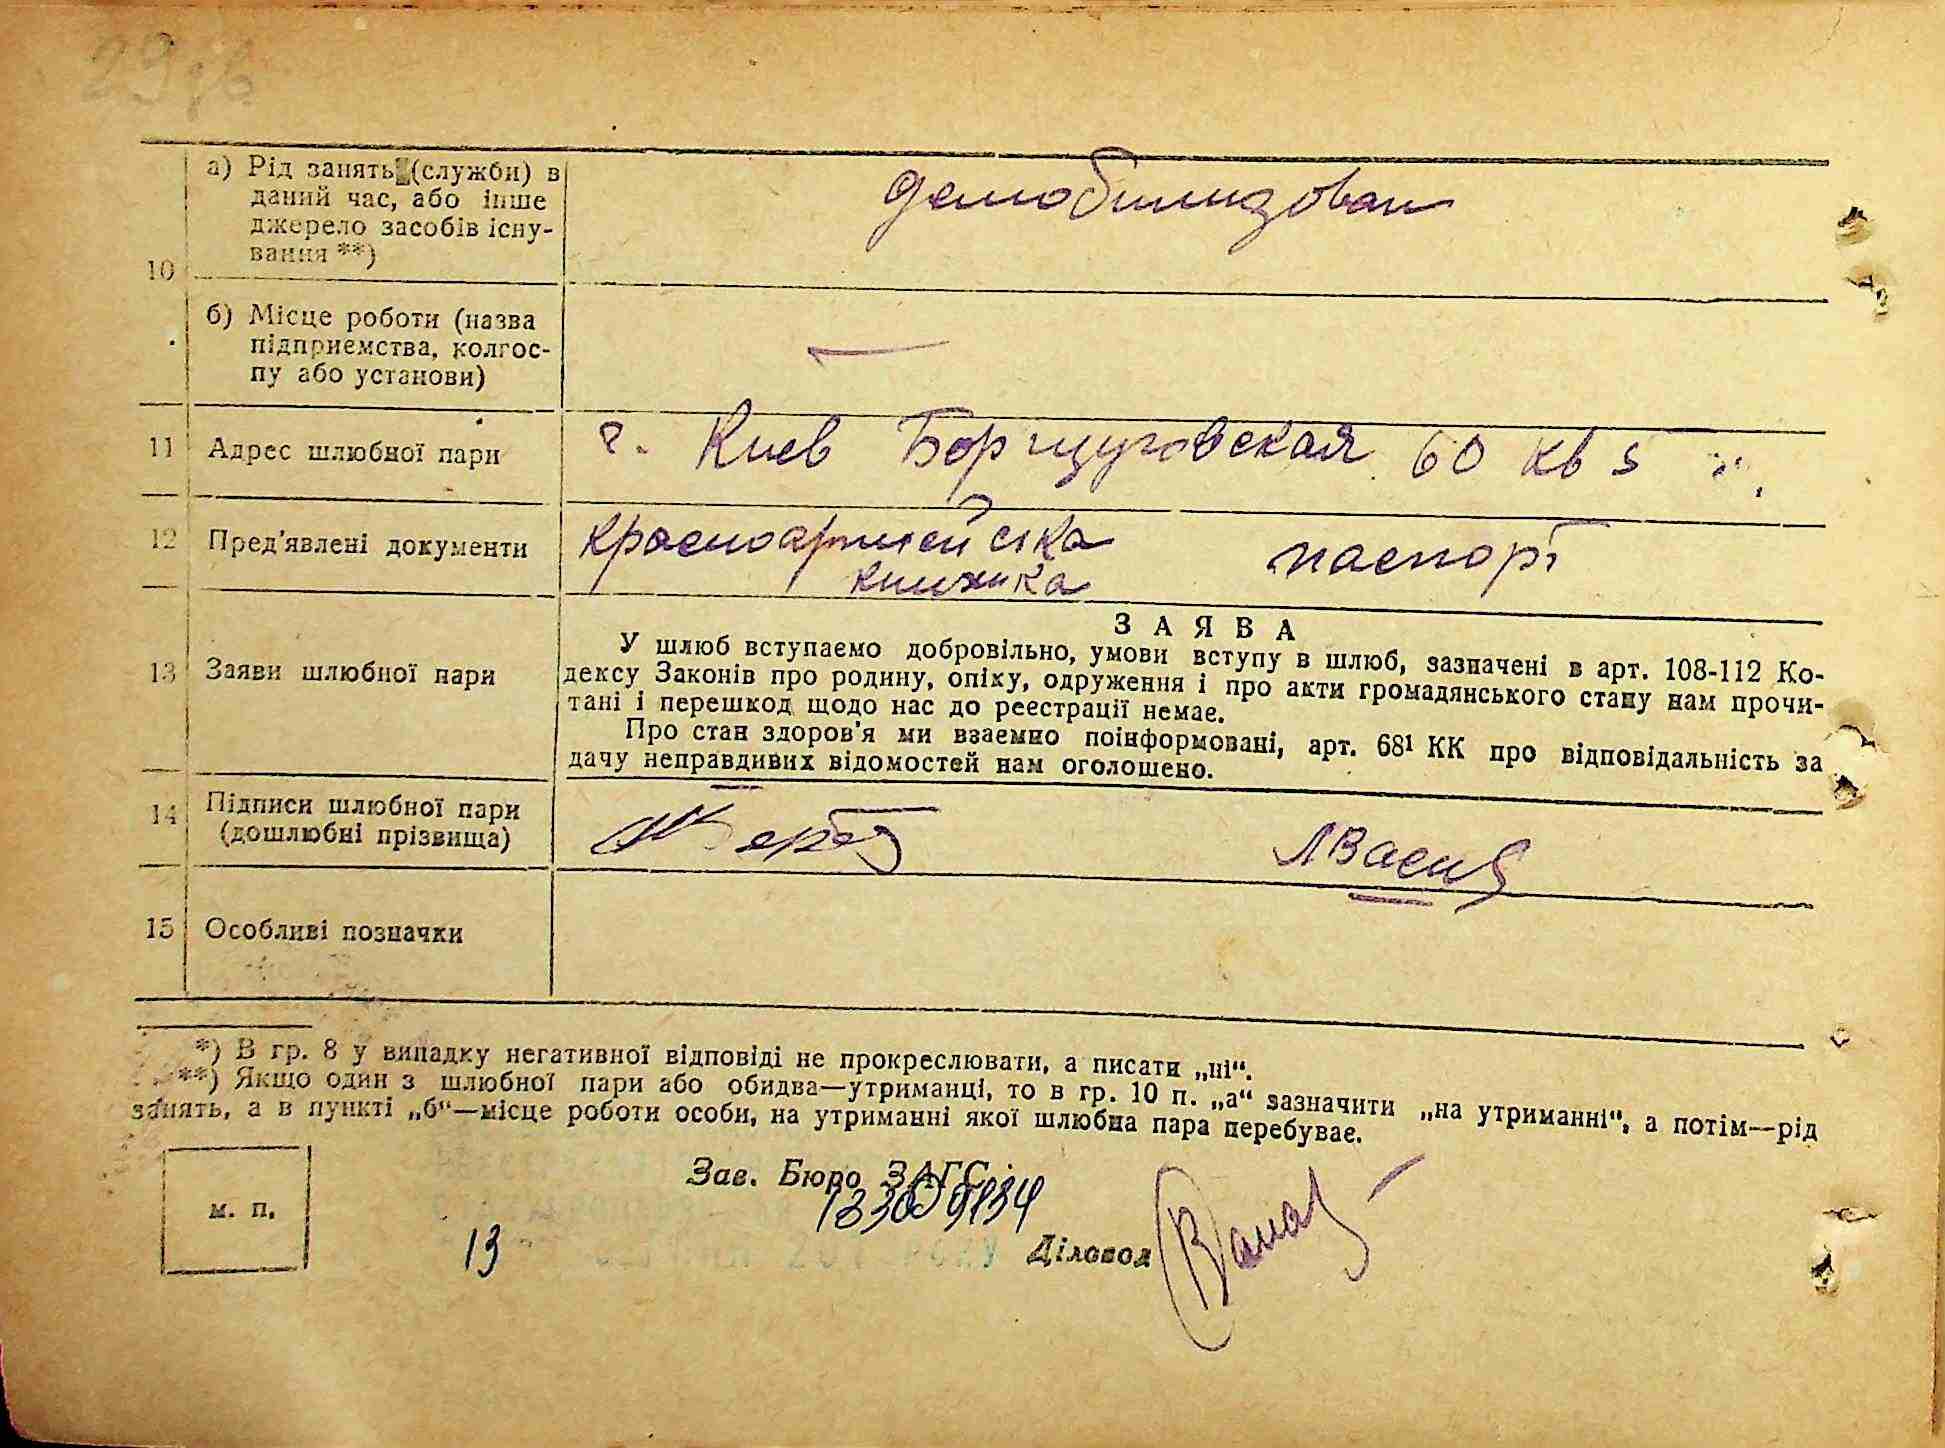 29 зв
10
а) Рід занять (служби) в
даний час, або інше
джерело засобів існу-
вання **)
демобилизован
б) Місце роботи (назва
підприємства, колгос-
пу або установи)
—
11 Адрес шлюбної пари г. Киев Борщуговская 60 кв 5
12 Пред'явлені документи красноармейська паспорт
книжка
13 Заяви шлюбної пари
ЗАЯВА
У шлюб вступаємо добровільно, умови вступу в шлюб, зазначені в арт. 108-112 Ко-
дексу Законів про родину, опіку, одруження і про акти громадянського стану нам прочи-
тані і перешкод щодо нас до реєстрації немає.
Про стан здоров'я ми взаємно поінформовані, арт. 68¹ КК про відповідальність за
дачу неправдивих відомостей нам оголошено.
14 Підписи шлюбної пари
(дошлюбні прізвища)
15 Особливі позначки
*) В гр. 8 у випадку негативної відповіді не прокреслювати, а писати „ні“.
**) Якщо один з шлюбної пари або обидва—утриманці, то в гр. 10 п. „а“ зазначити „на утриманні“, а потім—рід
занять, а в пункті „б“—місце роботи особи, на утриманні якої шлюбна пара перебуває.
м. п.
Зав. Бюро ЗАГС
13
Діловод